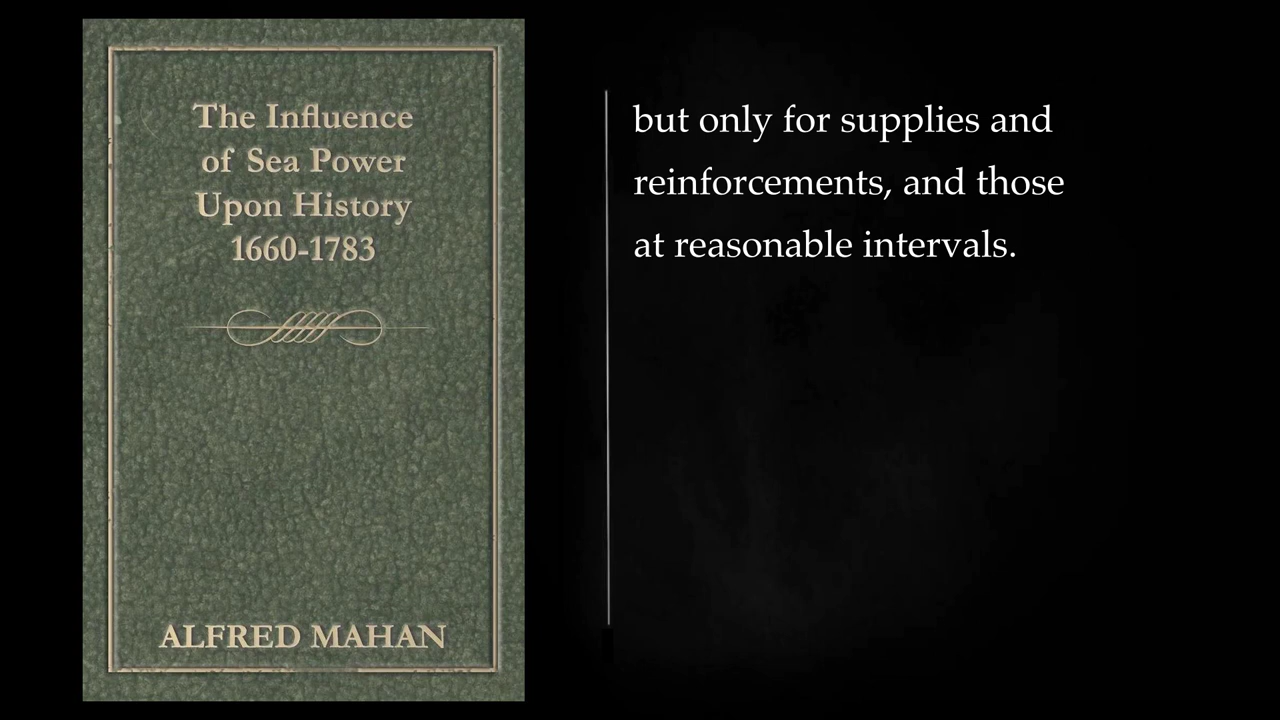 The Influence
of Sea Power
Upon History
1660-1783
ALFRED MAHAN
but only for supplies and
reinforcements, and those
at reasonable intervals.